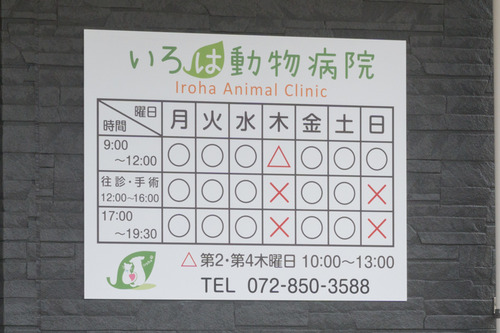 いろは動物病院
Iroha Animal Clinic
曜日 月 火 水 木 金 土 日
時間
9:00
～12:00 ○ ○ ○ △ ○ ○ ○
往診・手術
12:00～16:00 ○ ○ ○ × ○ ○ ×
17:00
～19:30 ○ ○ ○ × ○ ○ ×
△ 第2・第4木曜日 10:00～13:00
TEL 072-850-3588